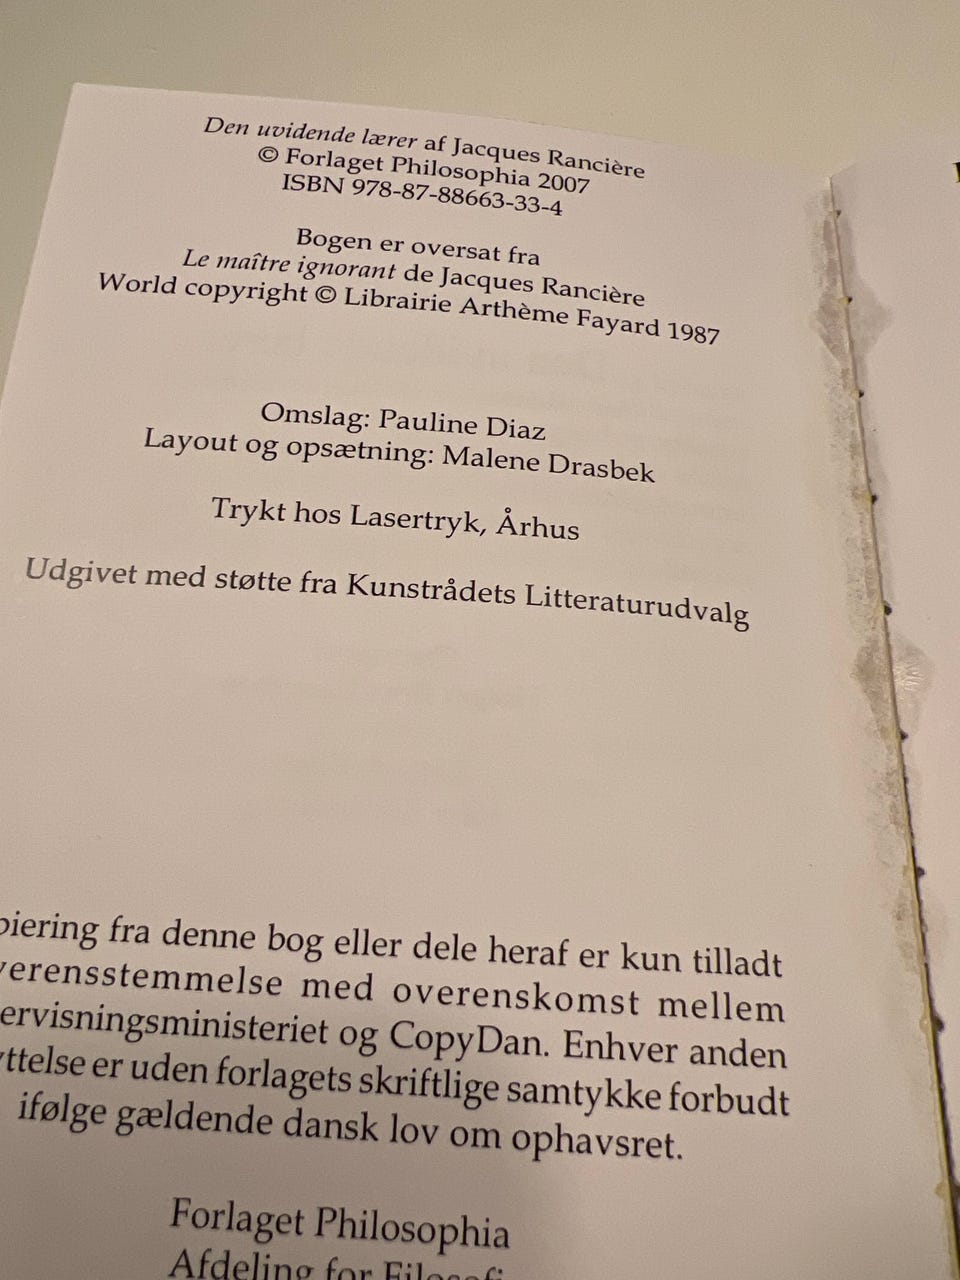 Den uvidende lærer af Jacques Rancière
© Forlaget Philosophia 2007
ISBN 978-87-88663-33-4
Bogen er oversat fra
Le maître ignorant de Jacques Rancière
World copyright © Librairie Arthème Fayard 1987
Omslag: Pauline Diaz
Layout og opsætning: Malene Drasbek
Trykt hos Lasertryk, Århus
Udgivet med støtte fra Kunstrådets Litteraturudvalg
piering fra denne bog eller dele heraf er kun tilladt
verensstemmelse med overenskomst mellem
ervisningsministeriet og CopyDan. Enhver anden
yttelse er uden forlagets skriftlige samtykke forbudt
ifølge gældende dansk lov om ophavsret.
Forlaget Philosophia
Afdeling for Filosofi